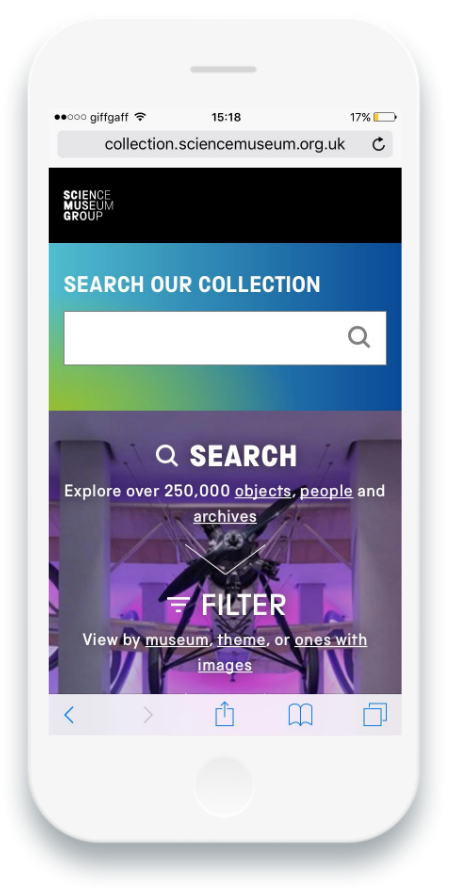 giffgaff 15:18 17%
collection.sciencemuseum.org.uk
SCIENCE
MUSEUM
GROUP
SEARCH OUR COLLECTION
SEARCH
Explore over 250,000 objects, people and
archives
FILTER
View by museum, theme, or ones with
images